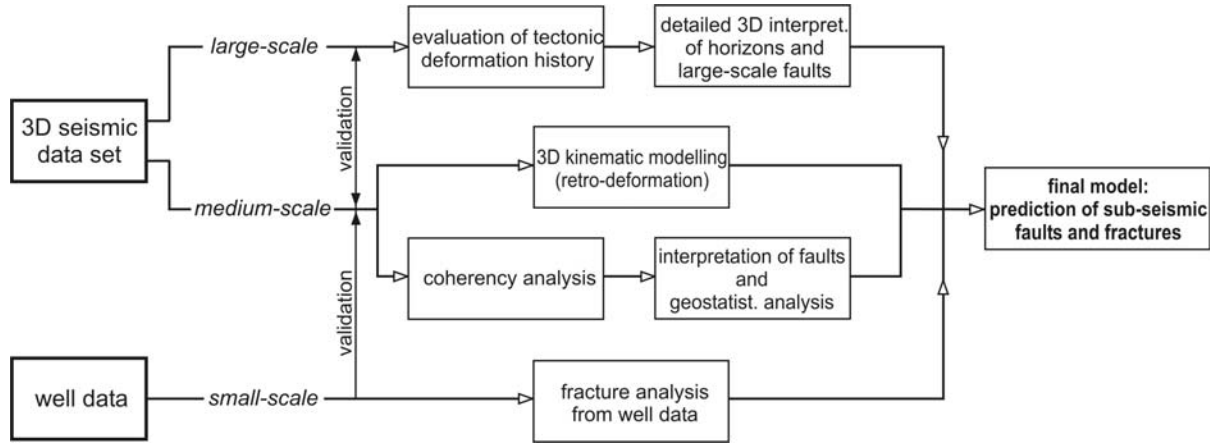 large-scale
evaluation of tectonic
deformation history
detailed 3D interpret.
of horizons and
large-scale faults
3D seismic
data set
validation
3D kinematic modelling
(retro-deformation)
medium-scale
final model:
prediction of sub-seismic
faults and fractures
coherency analysis
interpretation of faults
and
geostatist. analysis
validation
well data
small-scale
fracture analysis
from well data